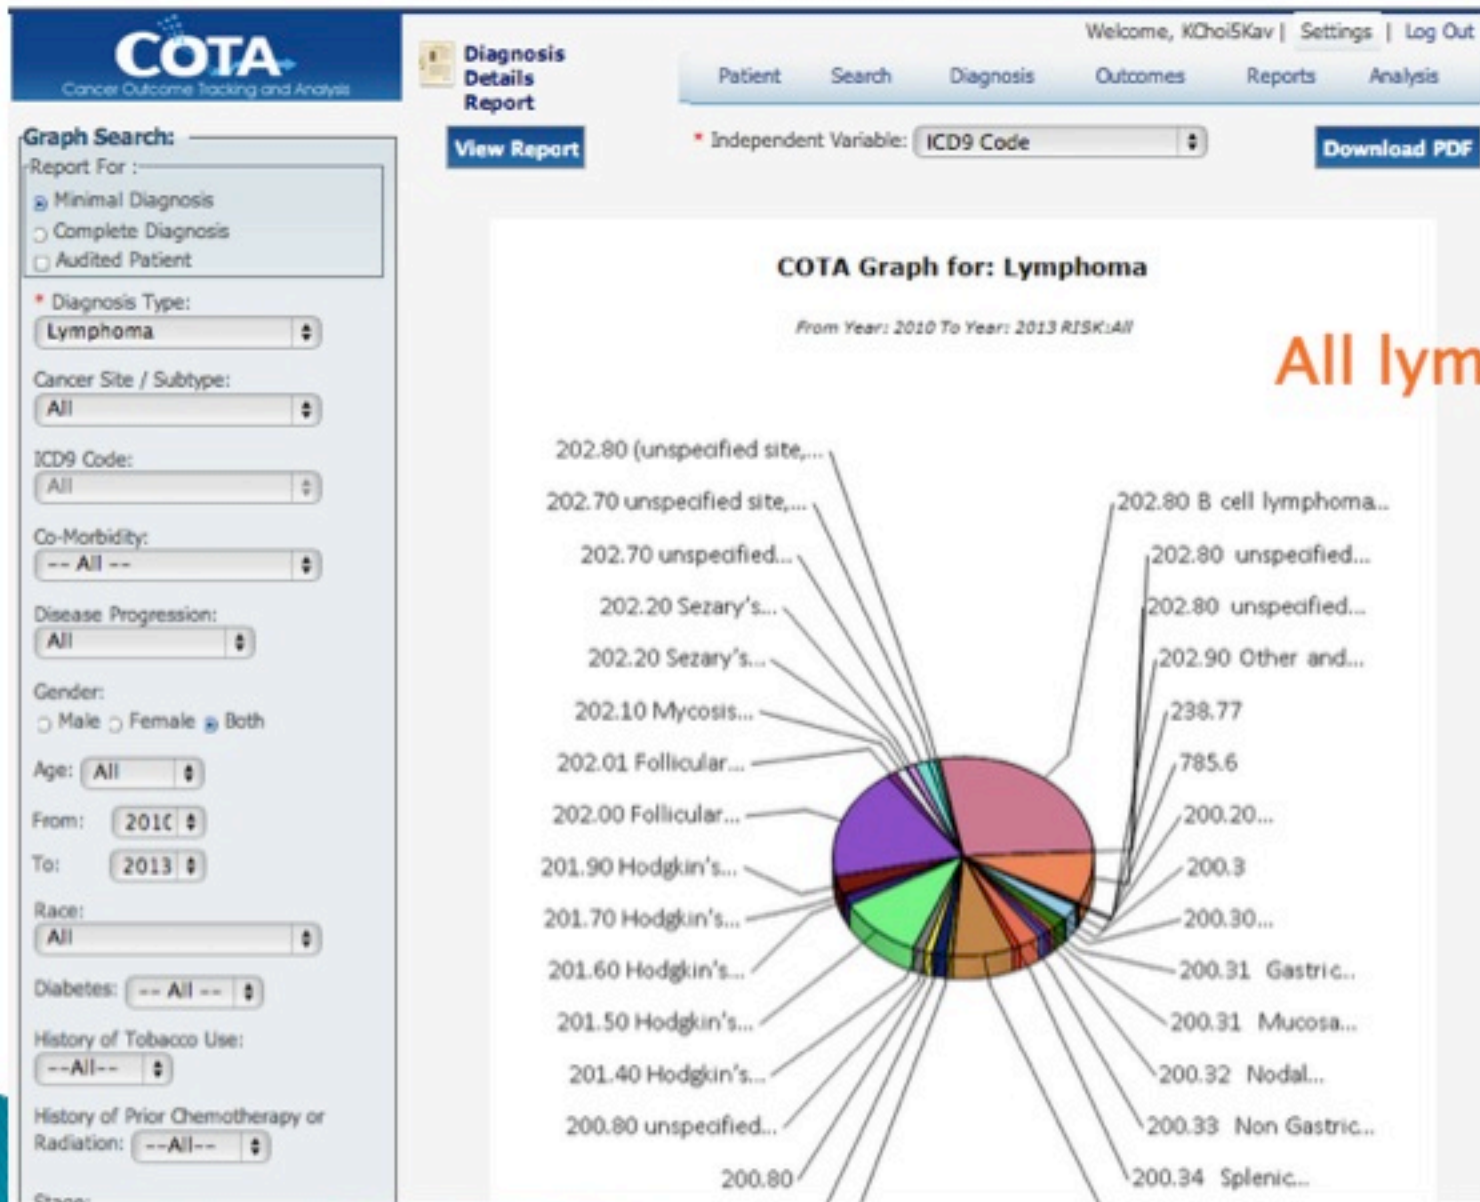 COTA
Cancer Outcome Tracking and Analysis
Diagnosis
Details
Report
Welcome, KChoi5Kav | Settings | Log Out
Patient Search Diagnosis Outcomes Reports Analysis
View Report
* Independent Variable: ICD9 Code
Download PDF
Graph Search:
Report For :
Minimal Diagnosis
Complete Diagnosis
Audited Patient
* Diagnosis Type:
Lymphoma
Cancer Site / Subtype:
All
ICD9 Code:
All
Co-Morbidity:
-- All --
Disease Progression:
All
Gender:
Male Female Both
Age: All
From: 201
To: 2013
Race:
All
Diabetes: -- All --
History of Tobacco Use:
--All--
History of Prior Chemotherapy or
Radiation: --All--
Stage:
COTA Graph for: Lymphoma
From Year: 2010 To Year: 2013 RISK:All
All lym
202.80 (unspecified site,...
202.70 unspecified site,...
202.70 unspecified...
202.20 Sezary's...
202.20 Sezary's...
202.10 Mycosis...
202.01 Follicular...
202.00 Follicular...
201.90 Hodgkin's...
201.70 Hodgkin's...
201.60 Hodgkin's...
201.50 Hodgkin's...
201.40 Hodgkin's...
200.80 unspecified...
200.80
202.80 B cell lymphoma...
202.80 unspecified...
202.80 unspecified...
202.90 Other and...
238.77
785.6
200.20...
200.3
200.30...
200.31 Gastric...
200.31 Mucosa...
200.32 Nodal...
200.33 Non Gastric...
200.34 Splenic...